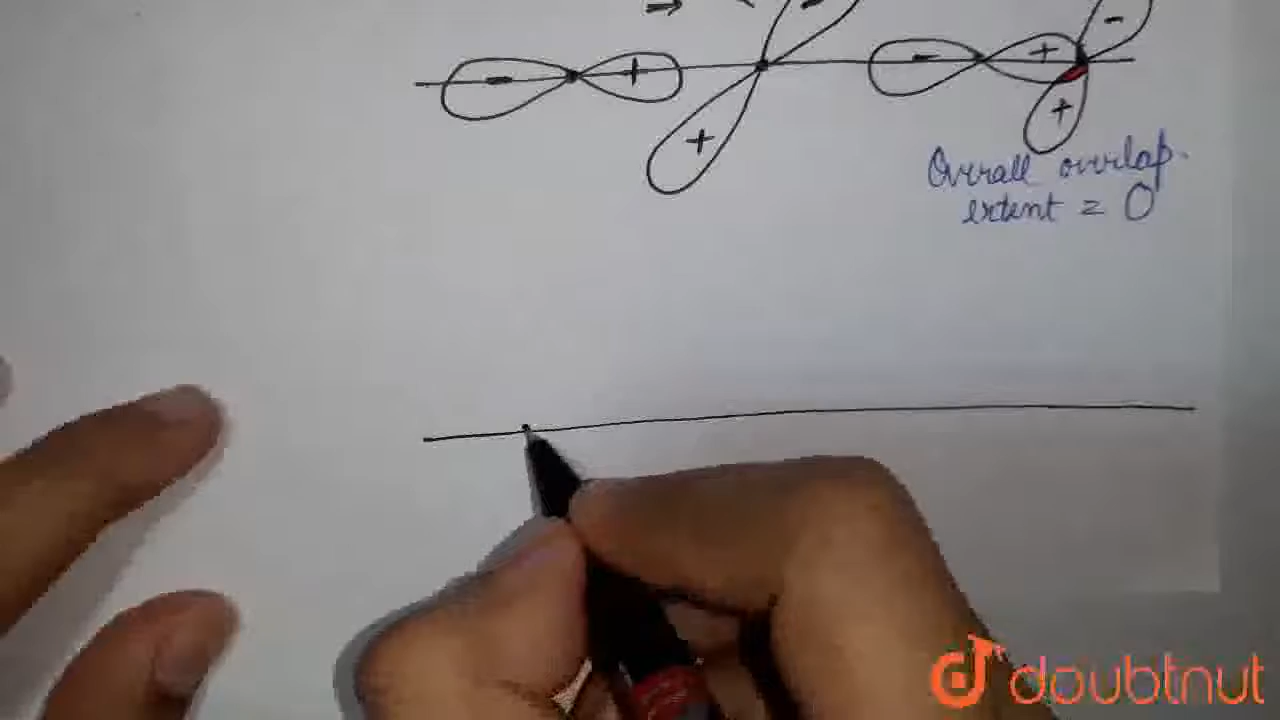 - + - + -
+ +
Overall overlap.
extent = 0
doubtnut